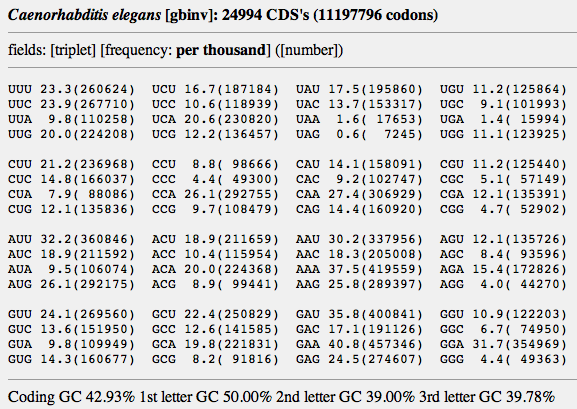 Caenorhabditis elegans [gbinv]: 24994 CDS's (11197796 codons)
fields: [triplet] [frequency: per thousand] ([number])
UUU 23.3(260624) UCU 16.7(187184) UAU 17.5(195860) UGU 11.2(125864)
UUC 23.9(267710) UCC 10.6(118939) UAC 13.7(153317) UGC 9.1(101993)
UUA 9.8(110258) UCA 20.6(230820) UAA 1.6( 17653) UGA 1.4( 15994)
UUG 20.0(224208) UCG 12.2(136457) UAG 0.6( 7245) UGG 11.1(123925)
CUU 21.2(236968) CCU 8.8( 98666) CAU 14.1(158091) CGU 11.2(125440)
CUC 14.8(166037) CCC 4.4( 49300) CAC 9.2(102747) CGC 5.1( 57149)
CUA 7.9( 88086) CCA 26.1(292755) CAA 27.4(306929) CGA 12.1(135391)
CUG 12.1(135836) CCG 9.7(108479) CAG 14.4(160920) CGG 4.7( 52902)
AUU 32.2(360846) ACU 18.9(211659) AAU 30.2(337956) AGU 12.1(135726)
AUC 18.9(211592) ACC 10.4(115954) AAC 18.3(205008) AGC 8.4( 93596)
AUA 9.5(106074) ACA 20.0(224368) AAA 37.5(419559) AGA 15.4(172826)
AUG 26.1(292175) ACG 8.9( 99441) AAG 25.8(289397) AGG 4.0( 44270)
GUU 24.1(269560) GCU 22.4(250829) GAU 35.8(400841) GGU 10.9(122203)
GUC 13.6(151950) GCC 12.6(141585) GAC 17.1(191126) GGC 6.7( 74950)
GUA 9.8(109949) GCA 19.8(221831) GAA 40.8(457346) GGA 31.7(354969)
GUG 14.3(160677) GCG 8.2( 91816) GAG 24.5(274607) GGG 4.4( 49363)
Coding GC 42.93% 1st letter GC 50.00% 2nd letter GC 39.00% 3rd letter GC 39.78%